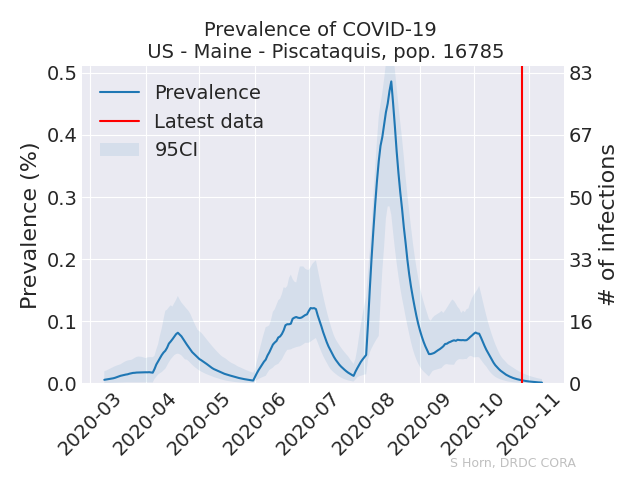 Prevalence of COVID-19
US - Maine - Piscataquis, pop. 16785
Prevalence
Latest data
95CI
Prevalence (%)
0.5
0.4
0.3
0.2
0.1
0.0
83
67
50
33
16
0
# of infections
2020-03
2020-04
2020-05
2020-06
2020-07
2020-08
2020-09
2020-10
2020-11
S Horn, DRDC CORA